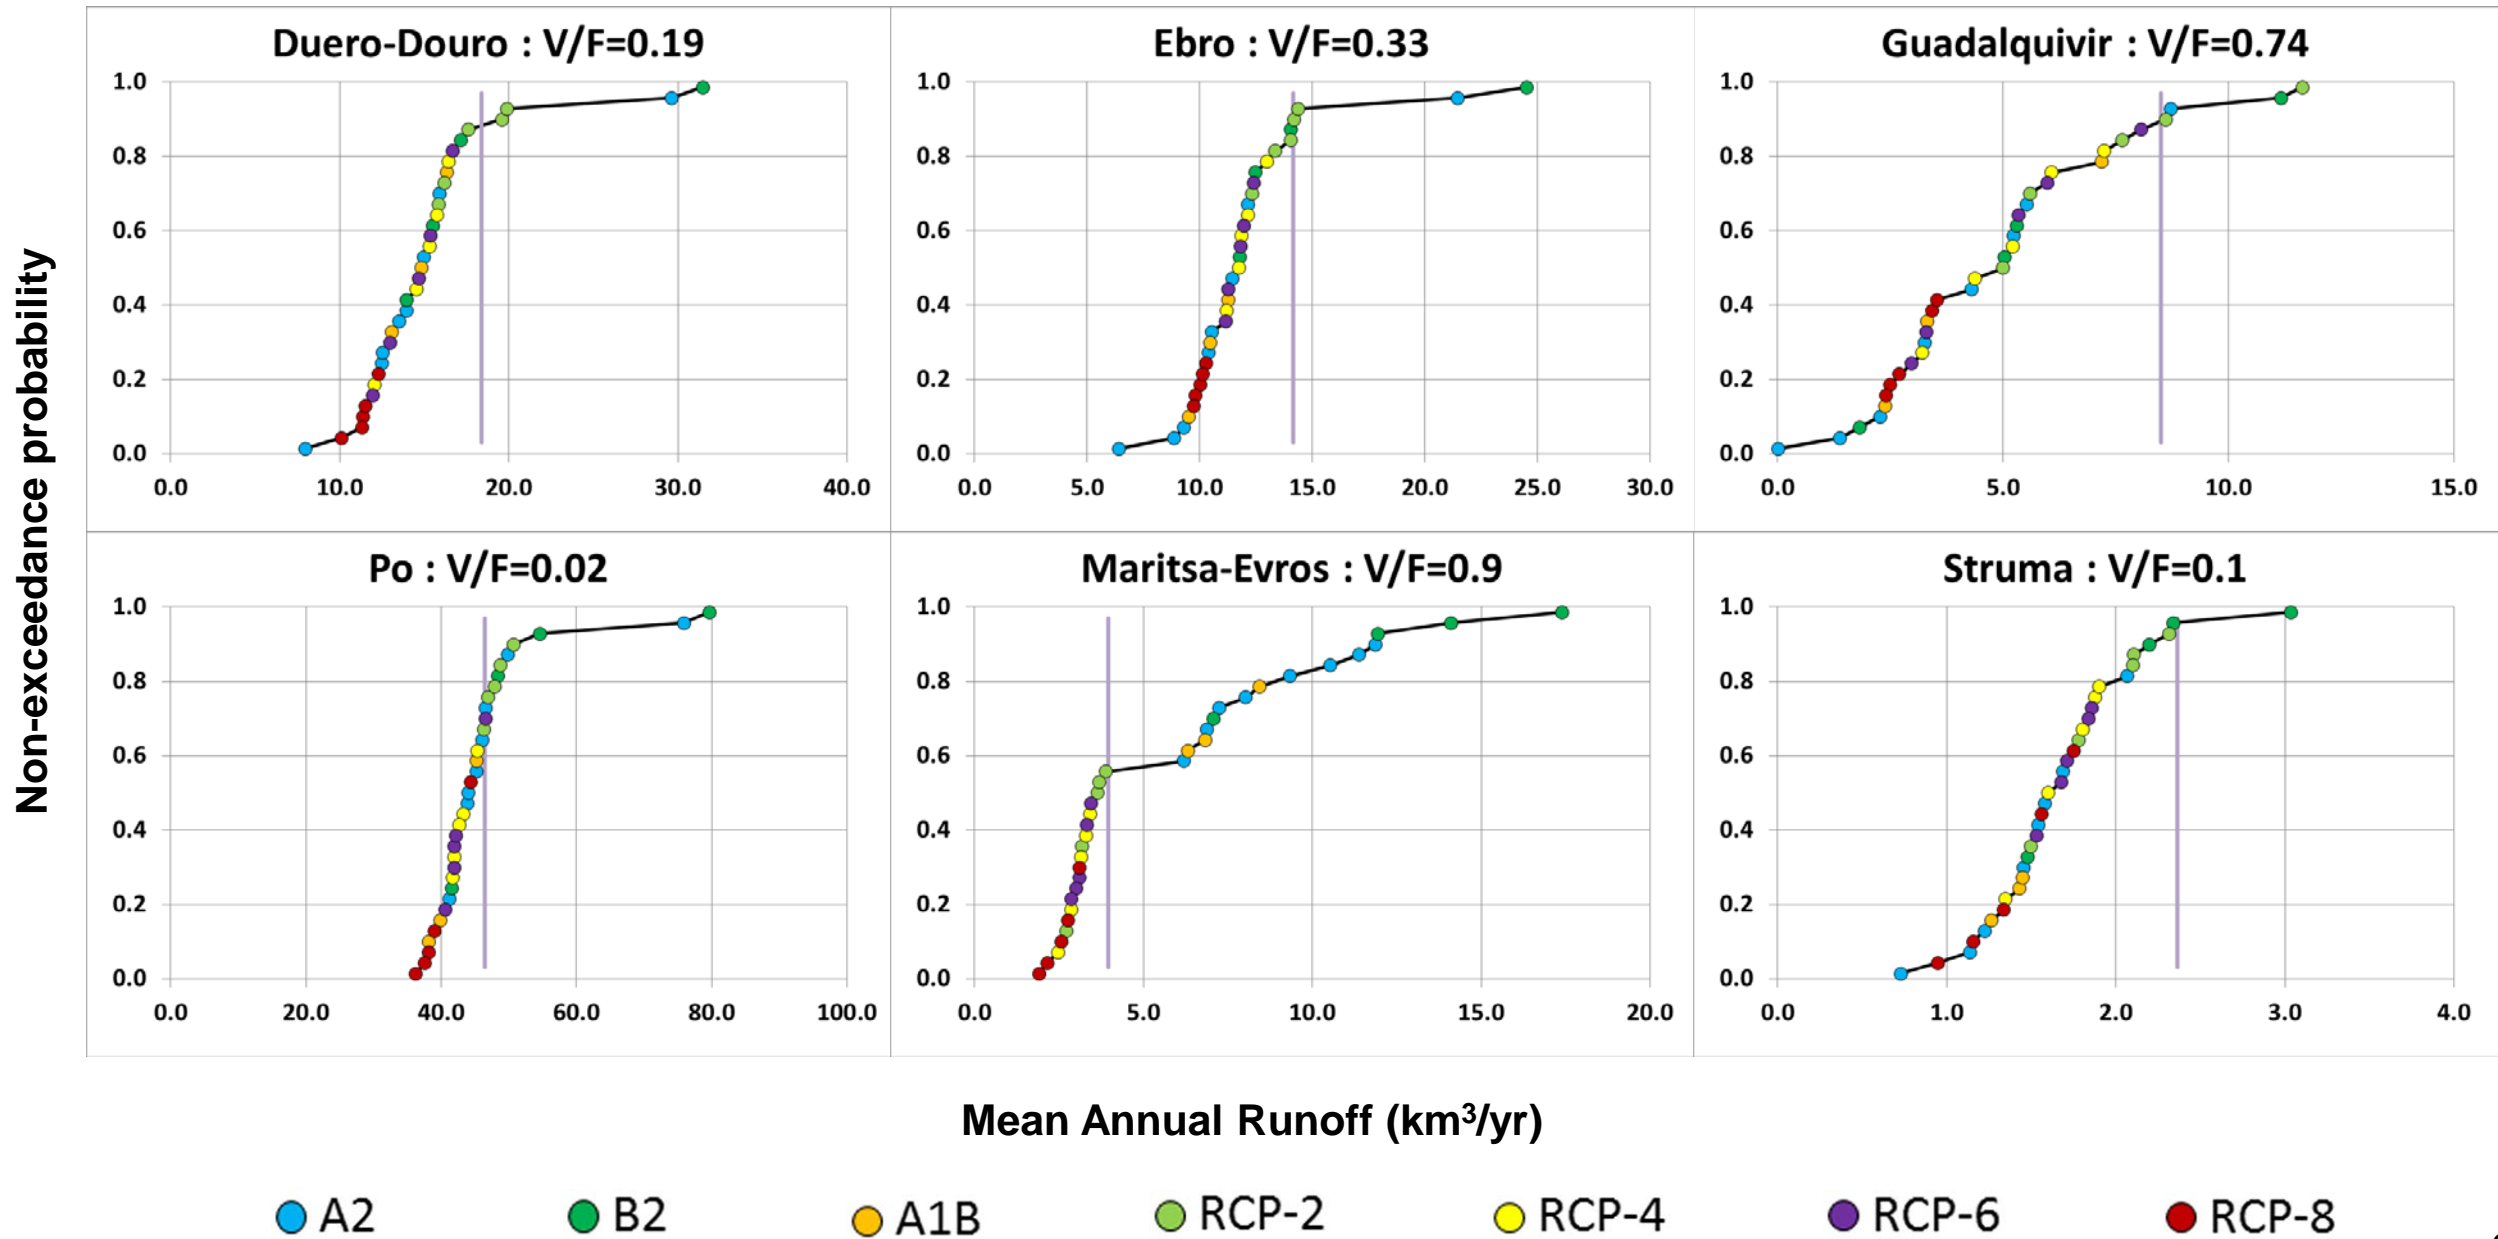 Non-exceedance probability
Duero-Douro : V/F=0.19
1.0
0.8
0.6
0.4
0.2
0.0
0.0 10.0 20.0 30.0 40.0
Ebro : V/F=0.33
1.0
0.8
0.6
0.4
0.2
0.0
0.0 5.0 10.0 15.0 20.0 25.0 30.0
Guadalquivir : V/F=0.74
1.0
0.8
0.6
0.4
0.2
0.0
0.0 5.0 10.0 15.0
Po : V/F=0.02
1.0
0.8
0.6
0.4
0.2
0.0
0.0 20.0 40.0 60.0 80.0 100.0
Maritsa-Evros : V/F=0.9
1.0
0.8
0.6
0.4
0.2
0.0
0.0 5.0 10.0 15.0 20.0
Struma : V/F=0.1
1.0
0.8
0.6
0.4
0.2
0.0
0.0 1.0 2.0 3.0 4.0
Mean Annual Runoff (km³/yr)
A2 B2 A1B RCP-2 RCP-4 RCP-6 RCP-8